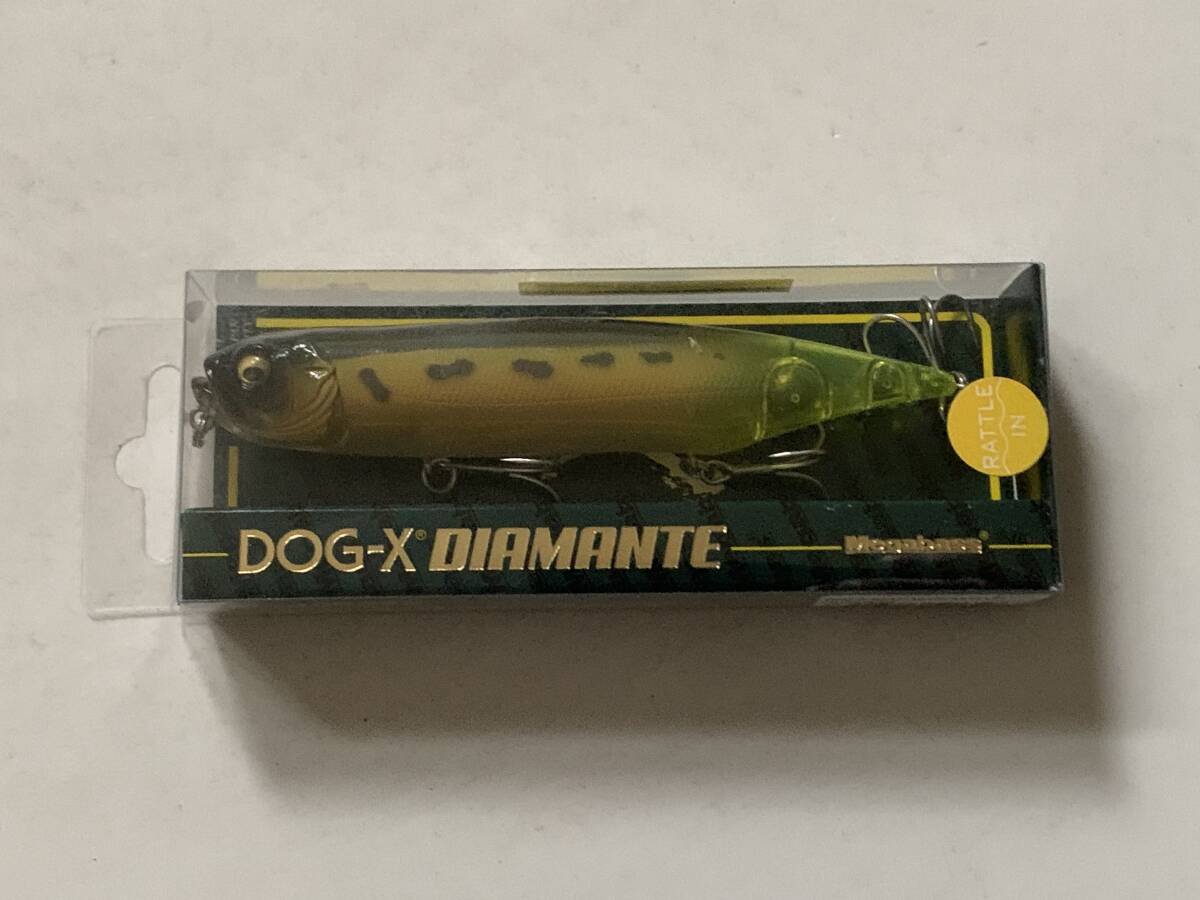 RATTLE
IN
DOG-X® DIAMANTE
Megabass®